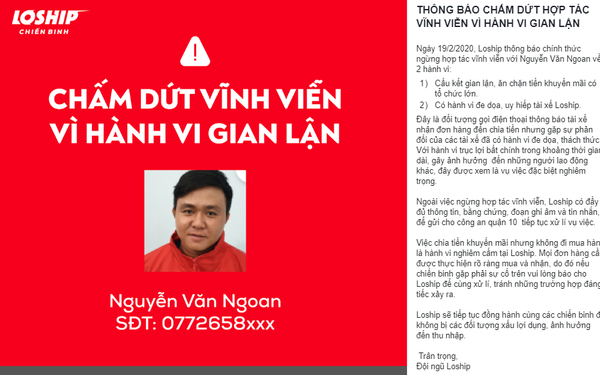 LOSHIP
CHIẾN BINH
CHẤM DỨT VĨNH VIỄN
VÌ HÀNH VI GIAN LẬN
Nguyễn Văn Ngoan
SĐT: 0772658xxx
THÔNG BÁO CHẤM DỨT HỢP TÁC
VĨNH VIỄN VÌ HÀNH VI GIAN LẬN
Ngày 19/2/2020, Loship thông báo chính thức
ngừng hợp tác vĩnh viễn với Nguyễn Văn Ngoan về
2 hành vi:
1) Cấu kết gian lận, ăn chặn tiền khuyến mãi có
tổ chức lớn.
2) Có hành vi đe dọa, uy hiếp tài xế Loship.
Đây là đối tượng gọi điện thoại thông báo tài xế
nhận đơn hàng đến chia tiền nhưng gặp sự phản
đối của các tài xế đã có hành vi đe dọa, thách thức.
Với hành vi trục lợi bất chính trong khoảng thời gian
dài, gây ảnh hưởng đến những người lao động
khác, đây được xem là vụ việc đặc biệt nghiêm
trọng.
Ngoài việc ngừng hợp tác vĩnh viễn, Loship có đầy
đủ thông tin, bằng chứng, đoạn ghi âm và tin nhắn,
để gửi cho công an quận 10 tiếp tục xử lí vụ việc.
Việc chia tiền khuyến mãi nhưng không đi mua hàn
là hành vi nghiêm cấm tại Loship. Mọi đơn hàng cầ
được thực hiện rõ ràng mua và nhận, do đó nếu
chiến binh gặp phải sự cố trên vui lòng báo cho
Loship để cùng xử lí, tránh những trường hợp đáng
tiếc xảy ra.
Loship sẽ tiếp tục đồng hành cùng các chiến binh đ
không bị các đối tượng xấu lợi dụng, ảnh hưởng
đến thu nhập.
Trân trọng,
Đội ngũ Loship